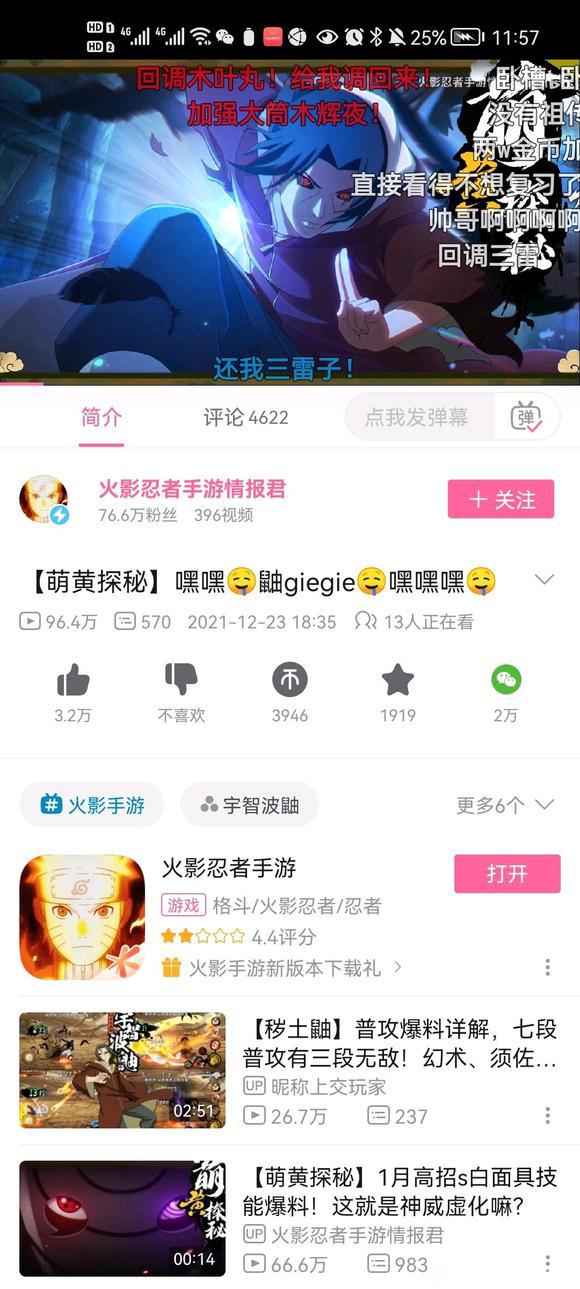 HD 1
HD 2
4G
4G
25%
11:57
回调木叶丸！给我调回来！
火影忍者手游
卧槽
卧
加强大筒木辉夜！
没有祖传
两w金币加
直接看得不想复习了
帅哥啊啊啊啊啊
回调三雷
萌黄探秘
还我三雷子！
简介
评论 4622
点我发弹幕
弹
火影忍者手游情报君
76.6万粉丝 396视频
＋ 关注
【萌黄探秘】嘿嘿🤤鼬giegie🤤嘿嘿嘿🤤
96.4万 570 2021-12-23 18:35 13人正在看
3.2万
不喜欢
3946
1919
2万
# 火影手游
宇智波鼬
更多6个
火影忍者手游
打开
游戏 格斗/火影忍者/忍者
4.4评分
火影手游新版本下载礼
宇智波鼬
02:51
【秽土鼬】普攻爆料详解，七段
普攻有三段无敌！幻术、须佐...
UP 昵称上交玩家
26.7万 237
萌黄探秘
00:14
【萌黄探秘】1月高招s白面具技
能爆料！这就是神威虚化嘛？
UP 火影忍者手游情报君
66.6万 983